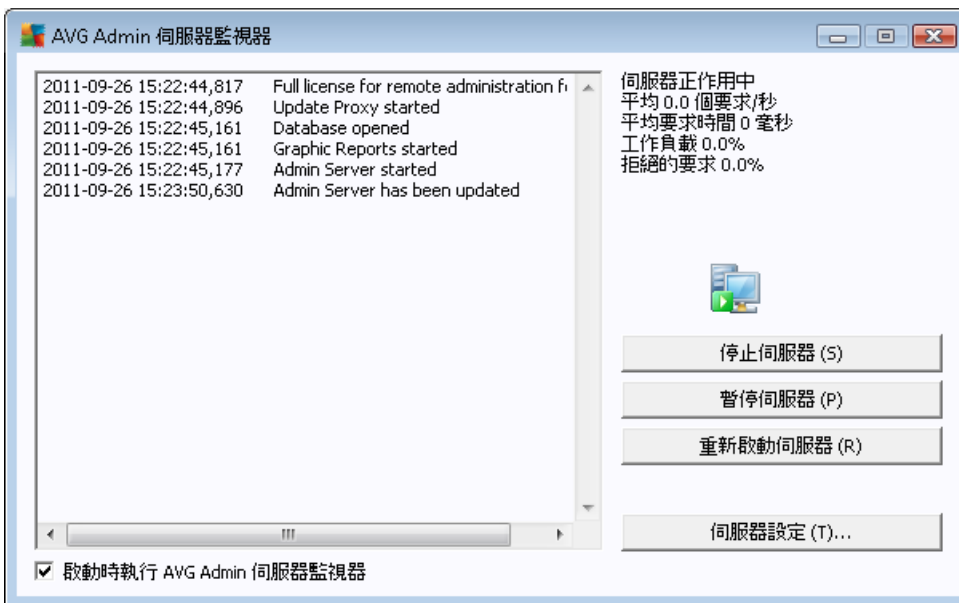 AVG Admin 伺服器監視器
2011-09-26 15:22:44,817 Full license for remote administration
2011-09-26 15:22:44,896 Update Proxy started
2011-09-26 15:22:45,161 Database opened
2011-09-26 15:22:45,161 Graphic Reports started
2011-09-26 15:22:45,177 Admin Server started
2011-09-26 15:23:50,630 Admin Server has been updated
伺服器正作用中
平均 0.0 個要求/秒
平均要求時間 0 毫秒
工作負載 0.0%
拒絕的要求 0.0%
停止伺服器 (S)
暫停伺服器 (P)
重新啟動伺服器 (R)
伺服器設定 (T)...
啟動時執行 AVG Admin 伺服器監視器